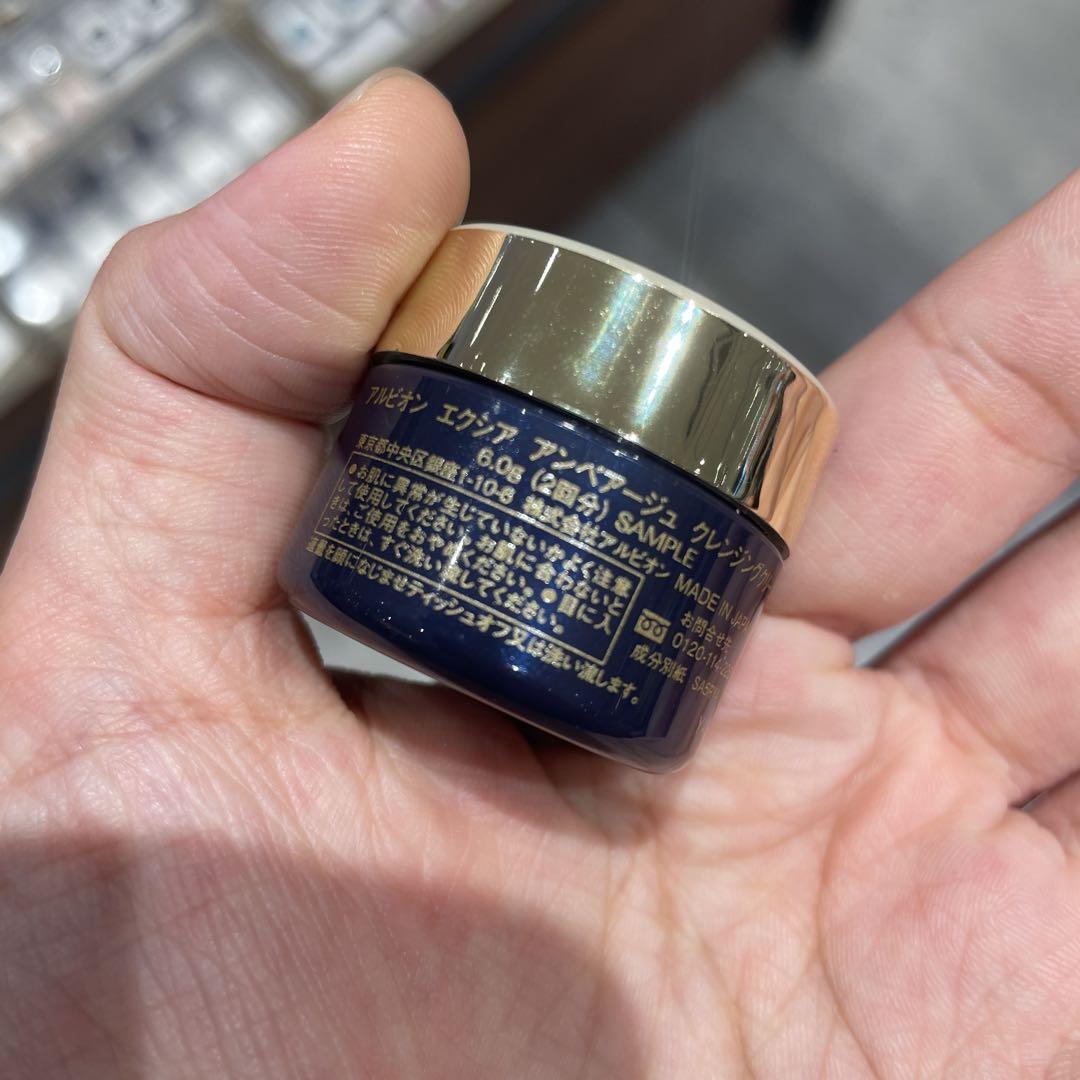 アルビオン エクシア アンベアージュ クレンジングクリ
6.0g (2回分) SAMPLE
東京都中央区銀座1-10-6 株式会社アルビオン MADE IN JAP
●お肌に異常が生じていないかよく注意
して使用してください。お肌に合わないと
きは、ご使用をおやめください。●目に入
ったときは、すぐ洗い流してください。
適量を顔になじませティッシュオフ又は洗い流します。
お問合せ先
0120-114-22
成分別紙 SASP